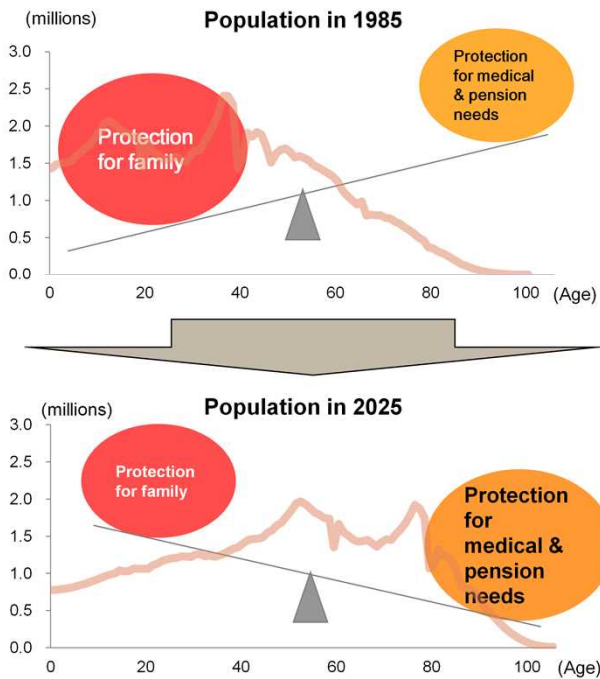 (millions)
Population in 1985
3.0
2.5
2.0
1.5
1.0
0.5
0.0
Protection
for family
Protection
for medical
& pension
needs
0 20 40 60 80 100 (Age)
(millions)
Population in 2025
3.0
2.5
2.0
1.5
1.0
0.5
0.0
Protection
for family
Protection
for
medical &
pension
needs
0 20 40 60 80 100 (Age)